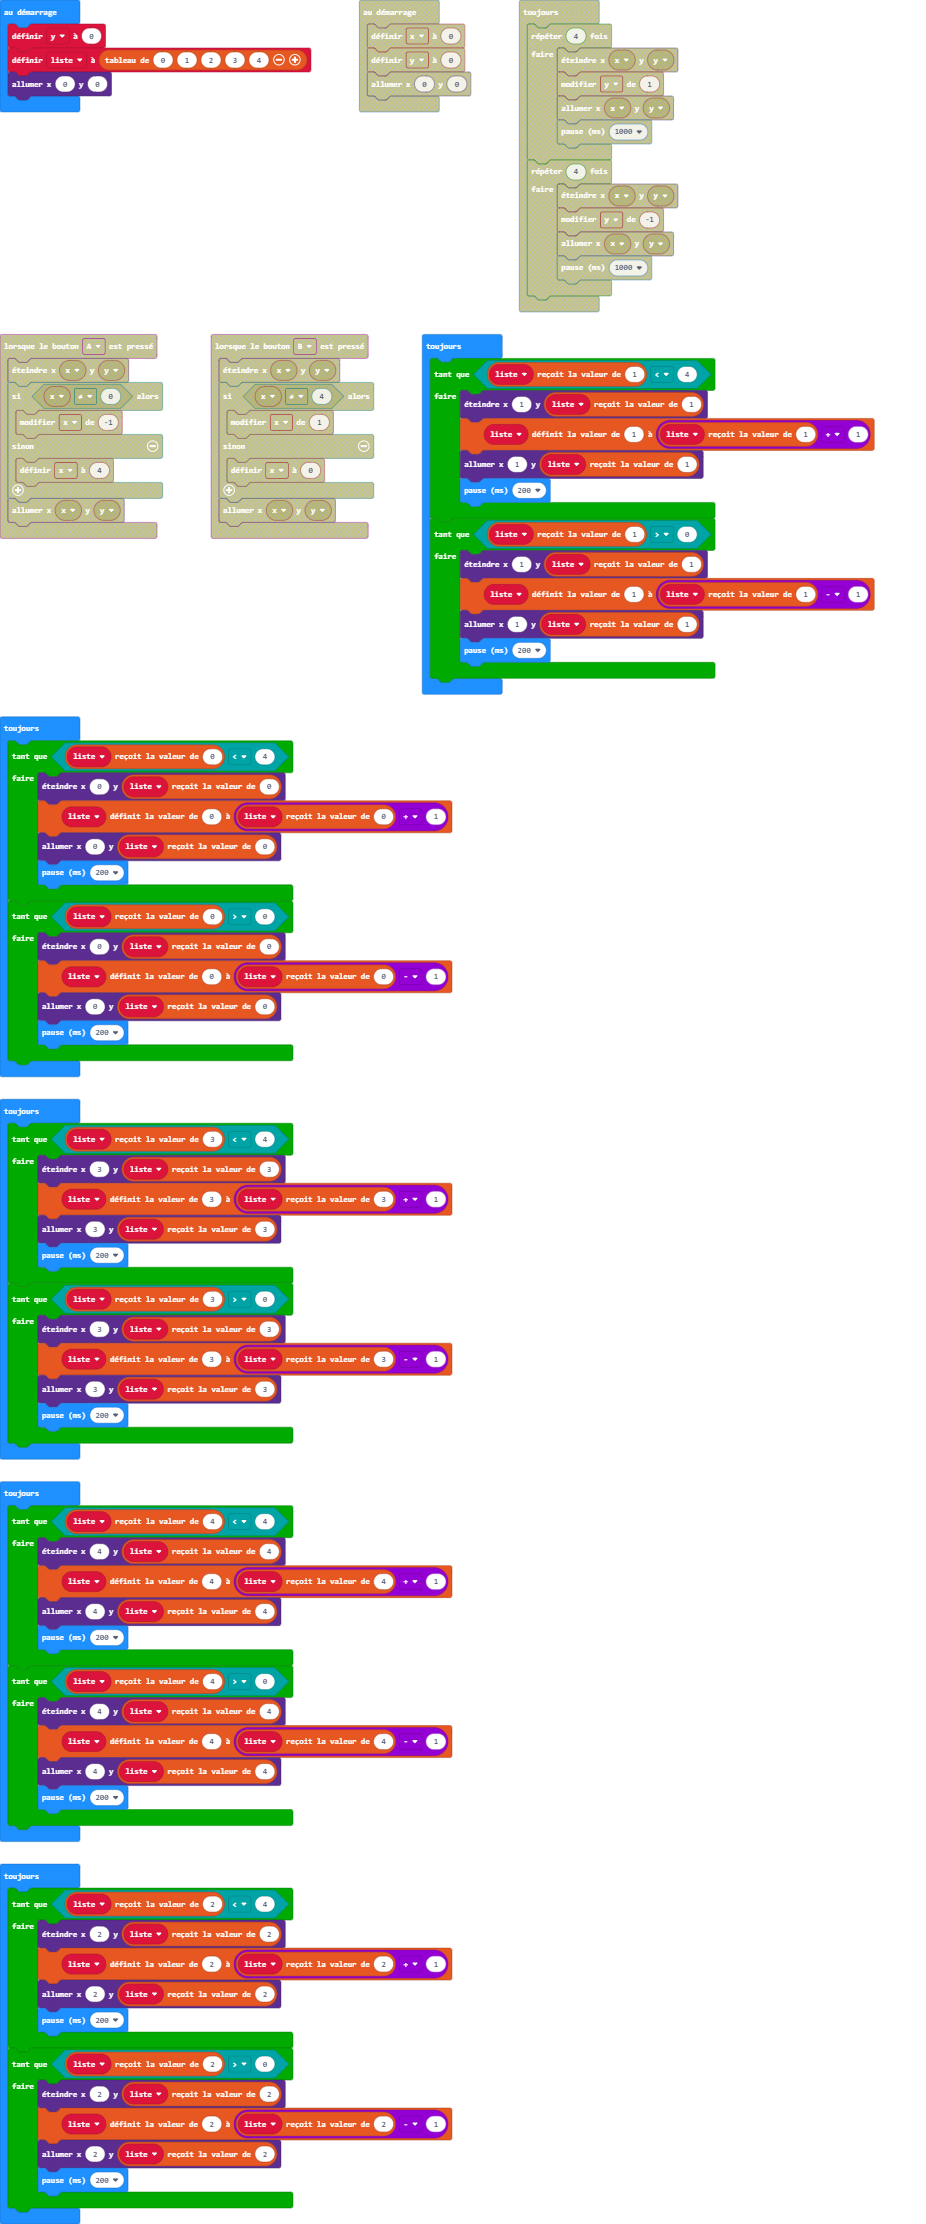 au démarrage
définir y à 0
définir liste à tableau de 0 1 2 3 4
allumer x 0 y 0
au démarrage
définir x à 0
définir y à 0
allumer x 0 y 0
toujours
répéter 4 fois
faire
éteindre x x y y
modifier y de 1
allumer x x y y
pause (ms) 1000
répéter 4 fois
faire
éteindre x x y y
modifier y de -1
allumer x x y y
pause (ms) 1000
lorsque le bouton A est pressé
éteindre x x y y
si x ≠ 0 alors
modifier x de -1
sinon
définir x à 4
allumer x x y y
lorsque le bouton B est pressé
éteindre x x y y
si x ≠ 4 alors
modifier x de 1
sinon
définir x à 0
allumer x x y y
toujours
tant que liste reçoit la valeur de 1 < 4
faire
éteindre x 1 y liste reçoit la valeur de 1
liste définit la valeur de 1 à liste reçoit la valeur de 1 + 1
allumer x 1 y liste reçoit la valeur de 1
pause (ms) 200
tant que liste reçoit la valeur de 1 > 0
faire
éteindre x 1 y liste reçoit la valeur de 1
liste définit la valeur de 1 à liste reçoit la valeur de 1 - 1
allumer x 1 y liste reçoit la valeur de 1
pause (ms) 200
toujours
tant que liste reçoit la valeur de 0 < 4
faire
éteindre x 0 y liste reçoit la valeur de 0
liste définit la valeur de 0 à liste reçoit la valeur de 0 + 1
allumer x 0 y liste reçoit la valeur de 0
pause (ms) 200
tant que liste reçoit la valeur de 0 > 0
faire
éteindre x 0 y liste reçoit la valeur de 0
liste définit la valeur de 0 à liste reçoit la valeur de 0 - 1
allumer x 0 y liste reçoit la valeur de 0
pause (ms) 200
toujours
tant que liste reçoit la valeur de 3 < 4
faire
éteindre x 3 y liste reçoit la valeur de 3
liste définit la valeur de 3 à liste reçoit la valeur de 3 + 1
allumer x 3 y liste reçoit la valeur de 3
pause (ms) 200
tant que liste reçoit la valeur de 3 > 0
faire
éteindre x 3 y liste reçoit la valeur de 3
liste définit la valeur de 3 à liste reçoit la valeur de 3 - 1
allumer x 3 y liste reçoit la valeur de 3
pause (ms) 200
toujours
tant que liste reçoit la valeur de 4 < 4
faire
éteindre x 4 y liste reçoit la valeur de 4
liste définit la valeur de 4 à liste reçoit la valeur de 4 + 1
allumer x 4 y liste reçoit la valeur de 4
pause (ms) 200
tant que liste reçoit la valeur de 4 > 0
faire
éteindre x 4 y liste reçoit la valeur de 4
liste définit la valeur de 4 à liste reçoit la valeur de 4 - 1
allumer x 4 y liste reçoit la valeur de 4
pause (ms) 200
toujours
tant que liste reçoit la valeur de 2 < 4
faire
éteindre x 2 y liste reçoit la valeur de 2
liste définit la valeur de 2 à liste reçoit la valeur de 2 + 1
allumer x 2 y liste reçoit la valeur de 2
pause (ms) 200
tant que liste reçoit la valeur de 2 > 0
faire
éteindre x 2 y liste reçoit la valeur de 2
liste définit la valeur de 2 à liste reçoit la valeur de 2 - 1
allumer x 2 y liste reçoit la valeur de 2
pause (ms) 200